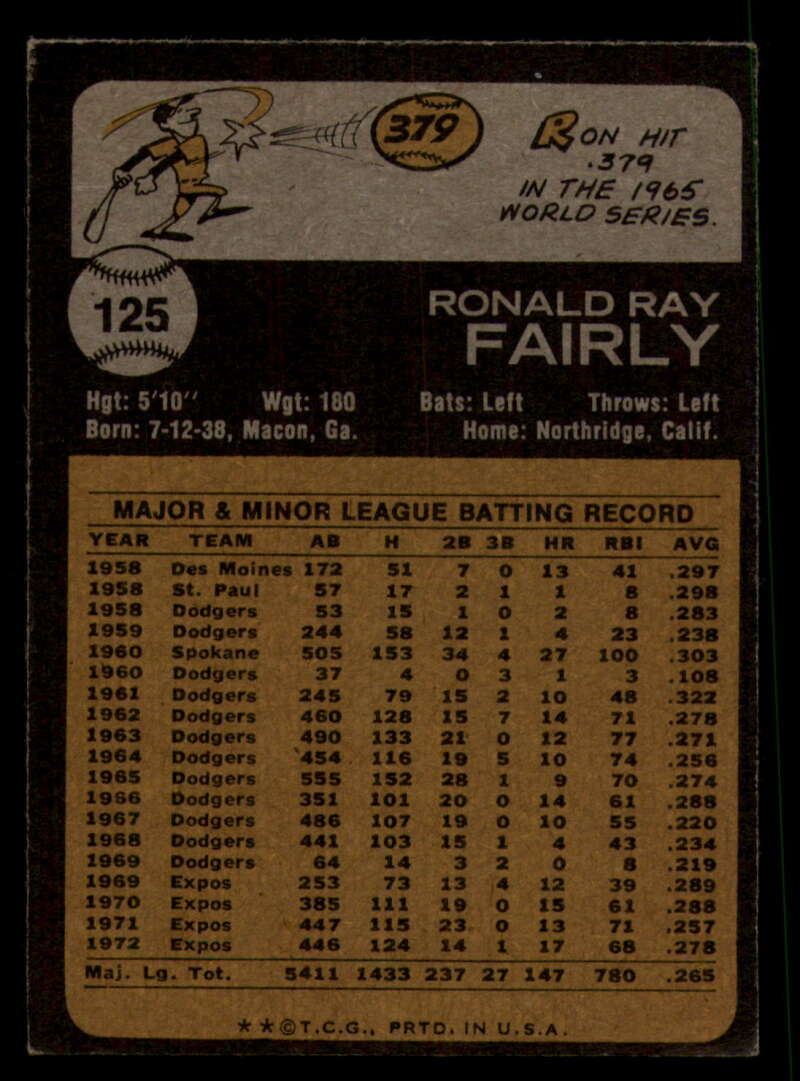 379
RON HIT
.379
IN THE 1965
WORLD SERIES.
125
RONALD RAY
FAIRLY
Hgt: 5'10" Wgt: 180 Bats: Left Throws: Left
Born: 7-12-38, Macon, Ga. Home: Northridge, Calif.
MAJOR & MINOR LEAGUE BATTING RECORD
YEAR TEAM AB H 2B 3B HR RBI AVG
1958 Des Moines 172 51 7 0 13 41 .297
1958 St. Paul 57 17 2 1 1 8 .298
1958 Dodgers 53 15 1 0 2 8 .283
1959 Dodgers 244 58 12 1 4 23 .238
1960 Spokane 505 153 34 4 27 100 .303
1960 Dodgers 37 4 0 3 1 3 .108
1961 Dodgers 245 79 15 2 10 48 .322
1962 Dodgers 460 128 15 7 14 71 .278
1963 Dodgers 490 133 21 0 12 77 .271
1964 Dodgers 454 116 19 5 10 74 .256
1965 Dodgers 555 152 28 1 9 70 .274
1966 Dodgers 351 101 20 0 14 61 .288
1967 Dodgers 486 107 19 0 10 55 .220
1968 Dodgers 441 103 15 1 4 43 .234
1969 Dodgers 64 14 3 2 0 8 .219
1969 Expos 253 73 13 4 12 39 .289
1970 Expos 385 111 19 0 15 61 .288
1971 Expos 447 115 23 0 13 71 .257
1972 Expos 446 124 14 1 17 68 .278
Maj. Lg. Tot. 5411 1433 237 27 147 780 .265
**©T.C.G., PRTD. IN U.S.A.